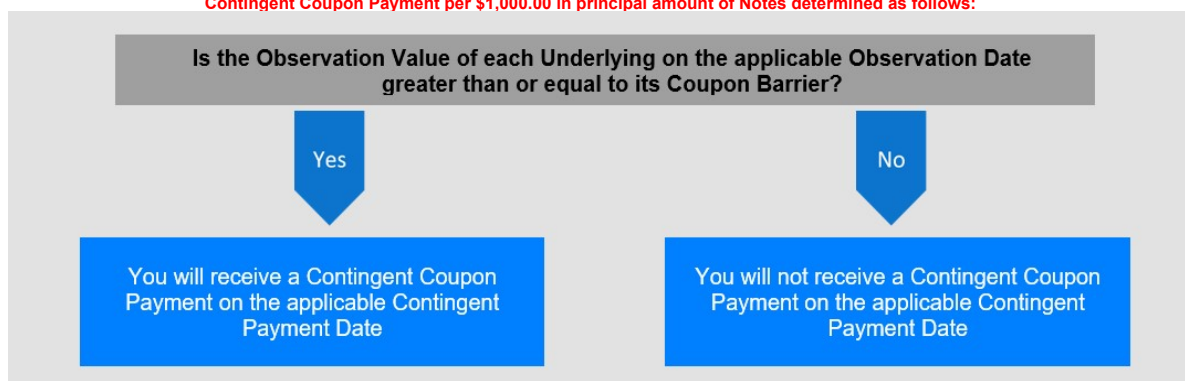 Contingent Coupon Payment per $1,000.00 in principal amount of Notes determined as follows:
Is the Observation Value of each Underlying on the applicable Observation Date
greater than or equal to its Coupon Barrier?
Yes
No
You will receive a Contingent Coupon
Payment on the applicable Contingent
Payment Date
You will not receive a Contingent Coupon
Payment on the applicable Contingent
Payment Date